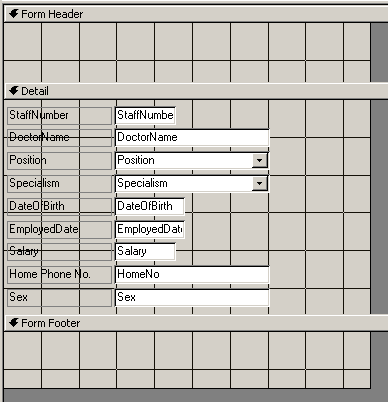 Form Header
Detail
StaffNumber StaffNumbe
DoctorName DoctorName
Position Position
Specialism Specialism
DateOfBirth DateOfBirth
EmployedDate EmployedDat
Salary Salary
Home Phone No. HomeNo
Sex Sex
Form Footer